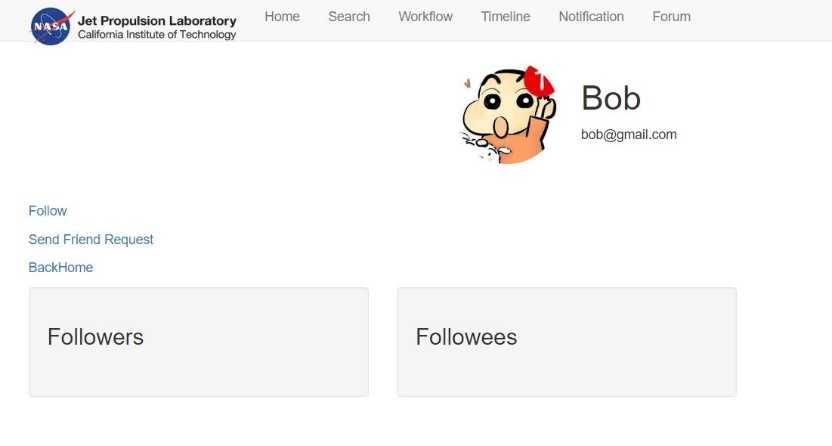 NASA
Jet Propulsion Laboratory
California Institute of Technology
Home Search Workflow Timeline Notification Forum
1
Bob
bob@gmail.com
Follow
Send Friend Request
BackHome
Followers Followees